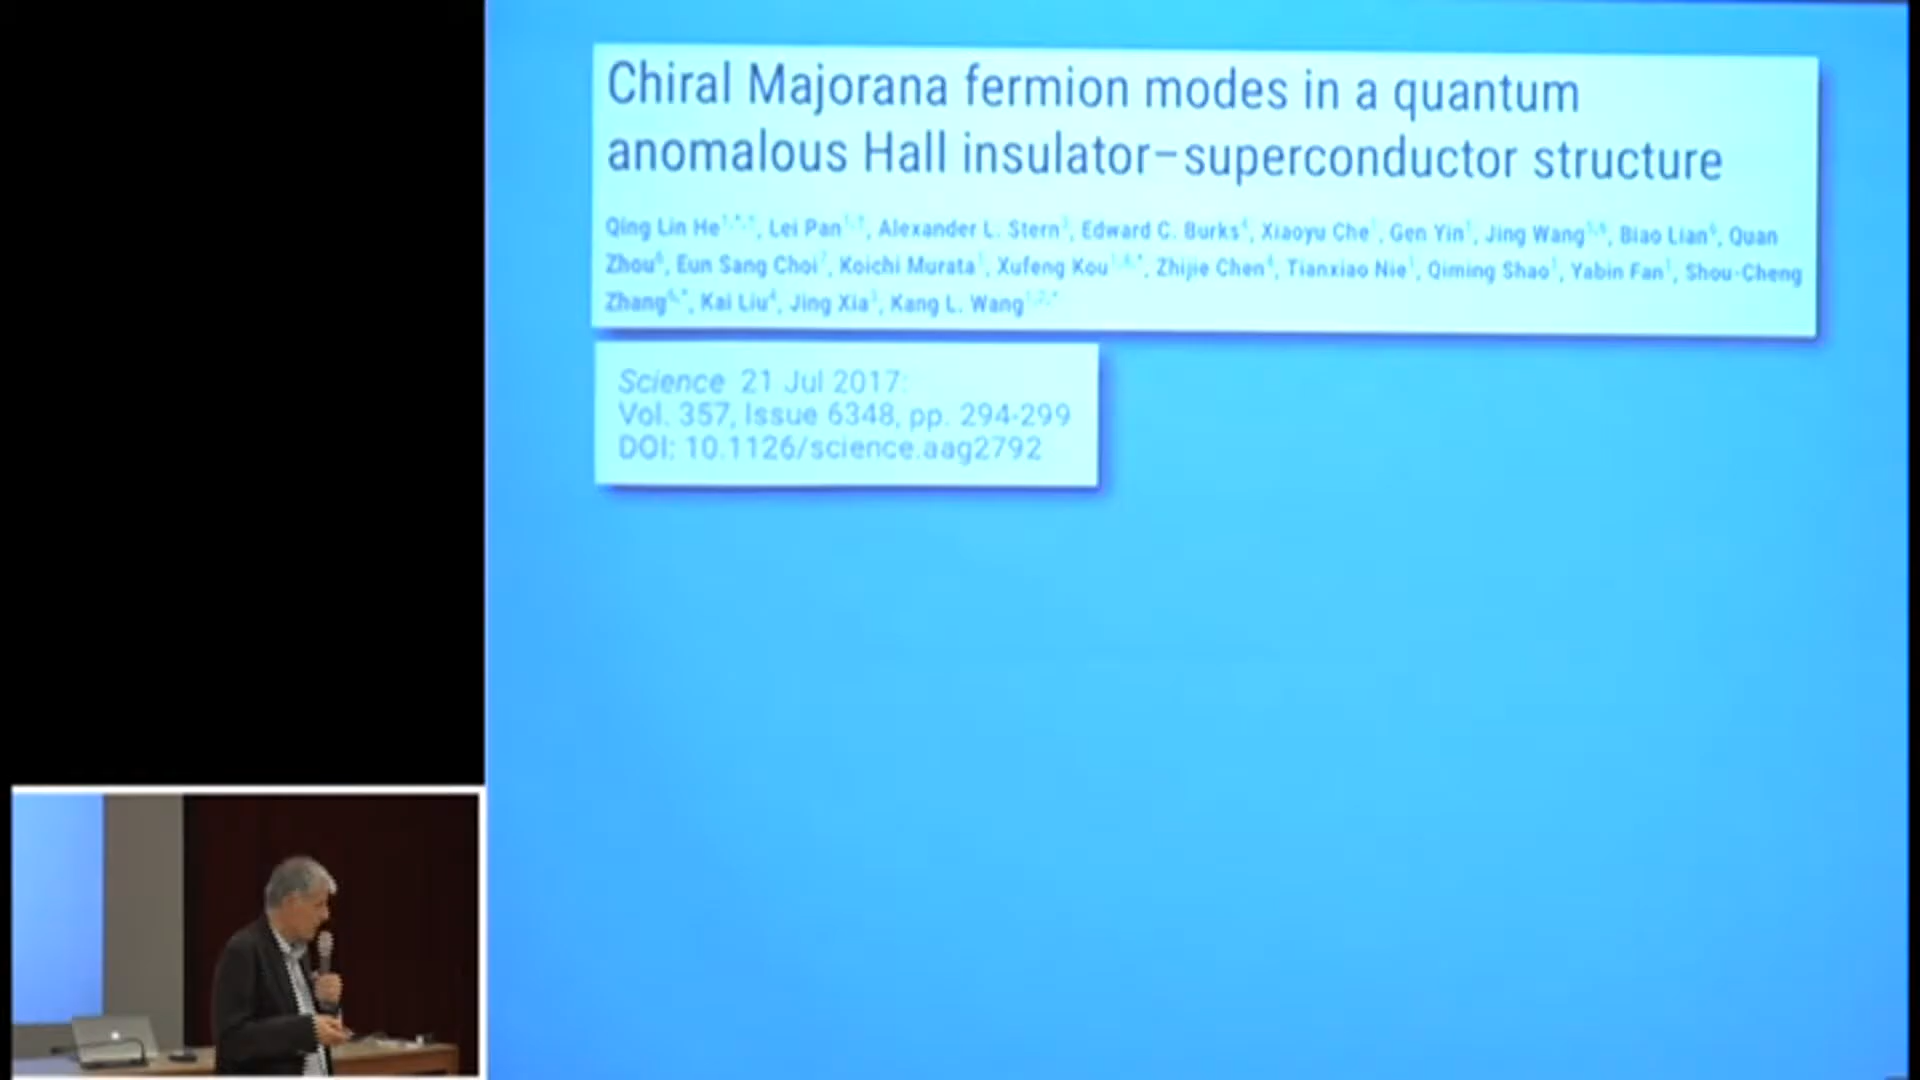 Chiral Majorana fermion modes in a quantum
anomalous Hall insulator–superconductor structure
Qing Lin He, Lei Pan, Alexander L. Stern, Edward C. Burks, Xiaoyu Che, Gen Yin, Jing Wang, Biao Lian, Quan
Zhou, Eun Sang Choi, Koichi Murata, Xufeng Kou, Zhijie Chen, Tianxiao Nie, Qiming Shao, Yabin Fan, Shou-Cheng
Zhang, Kai Liu, Jing Xia, Kang L. Wang
Science 21 Jul 2017:
Vol. 357, Issue 6348, pp. 294-299
DOI: 10.1126/science.aag2792